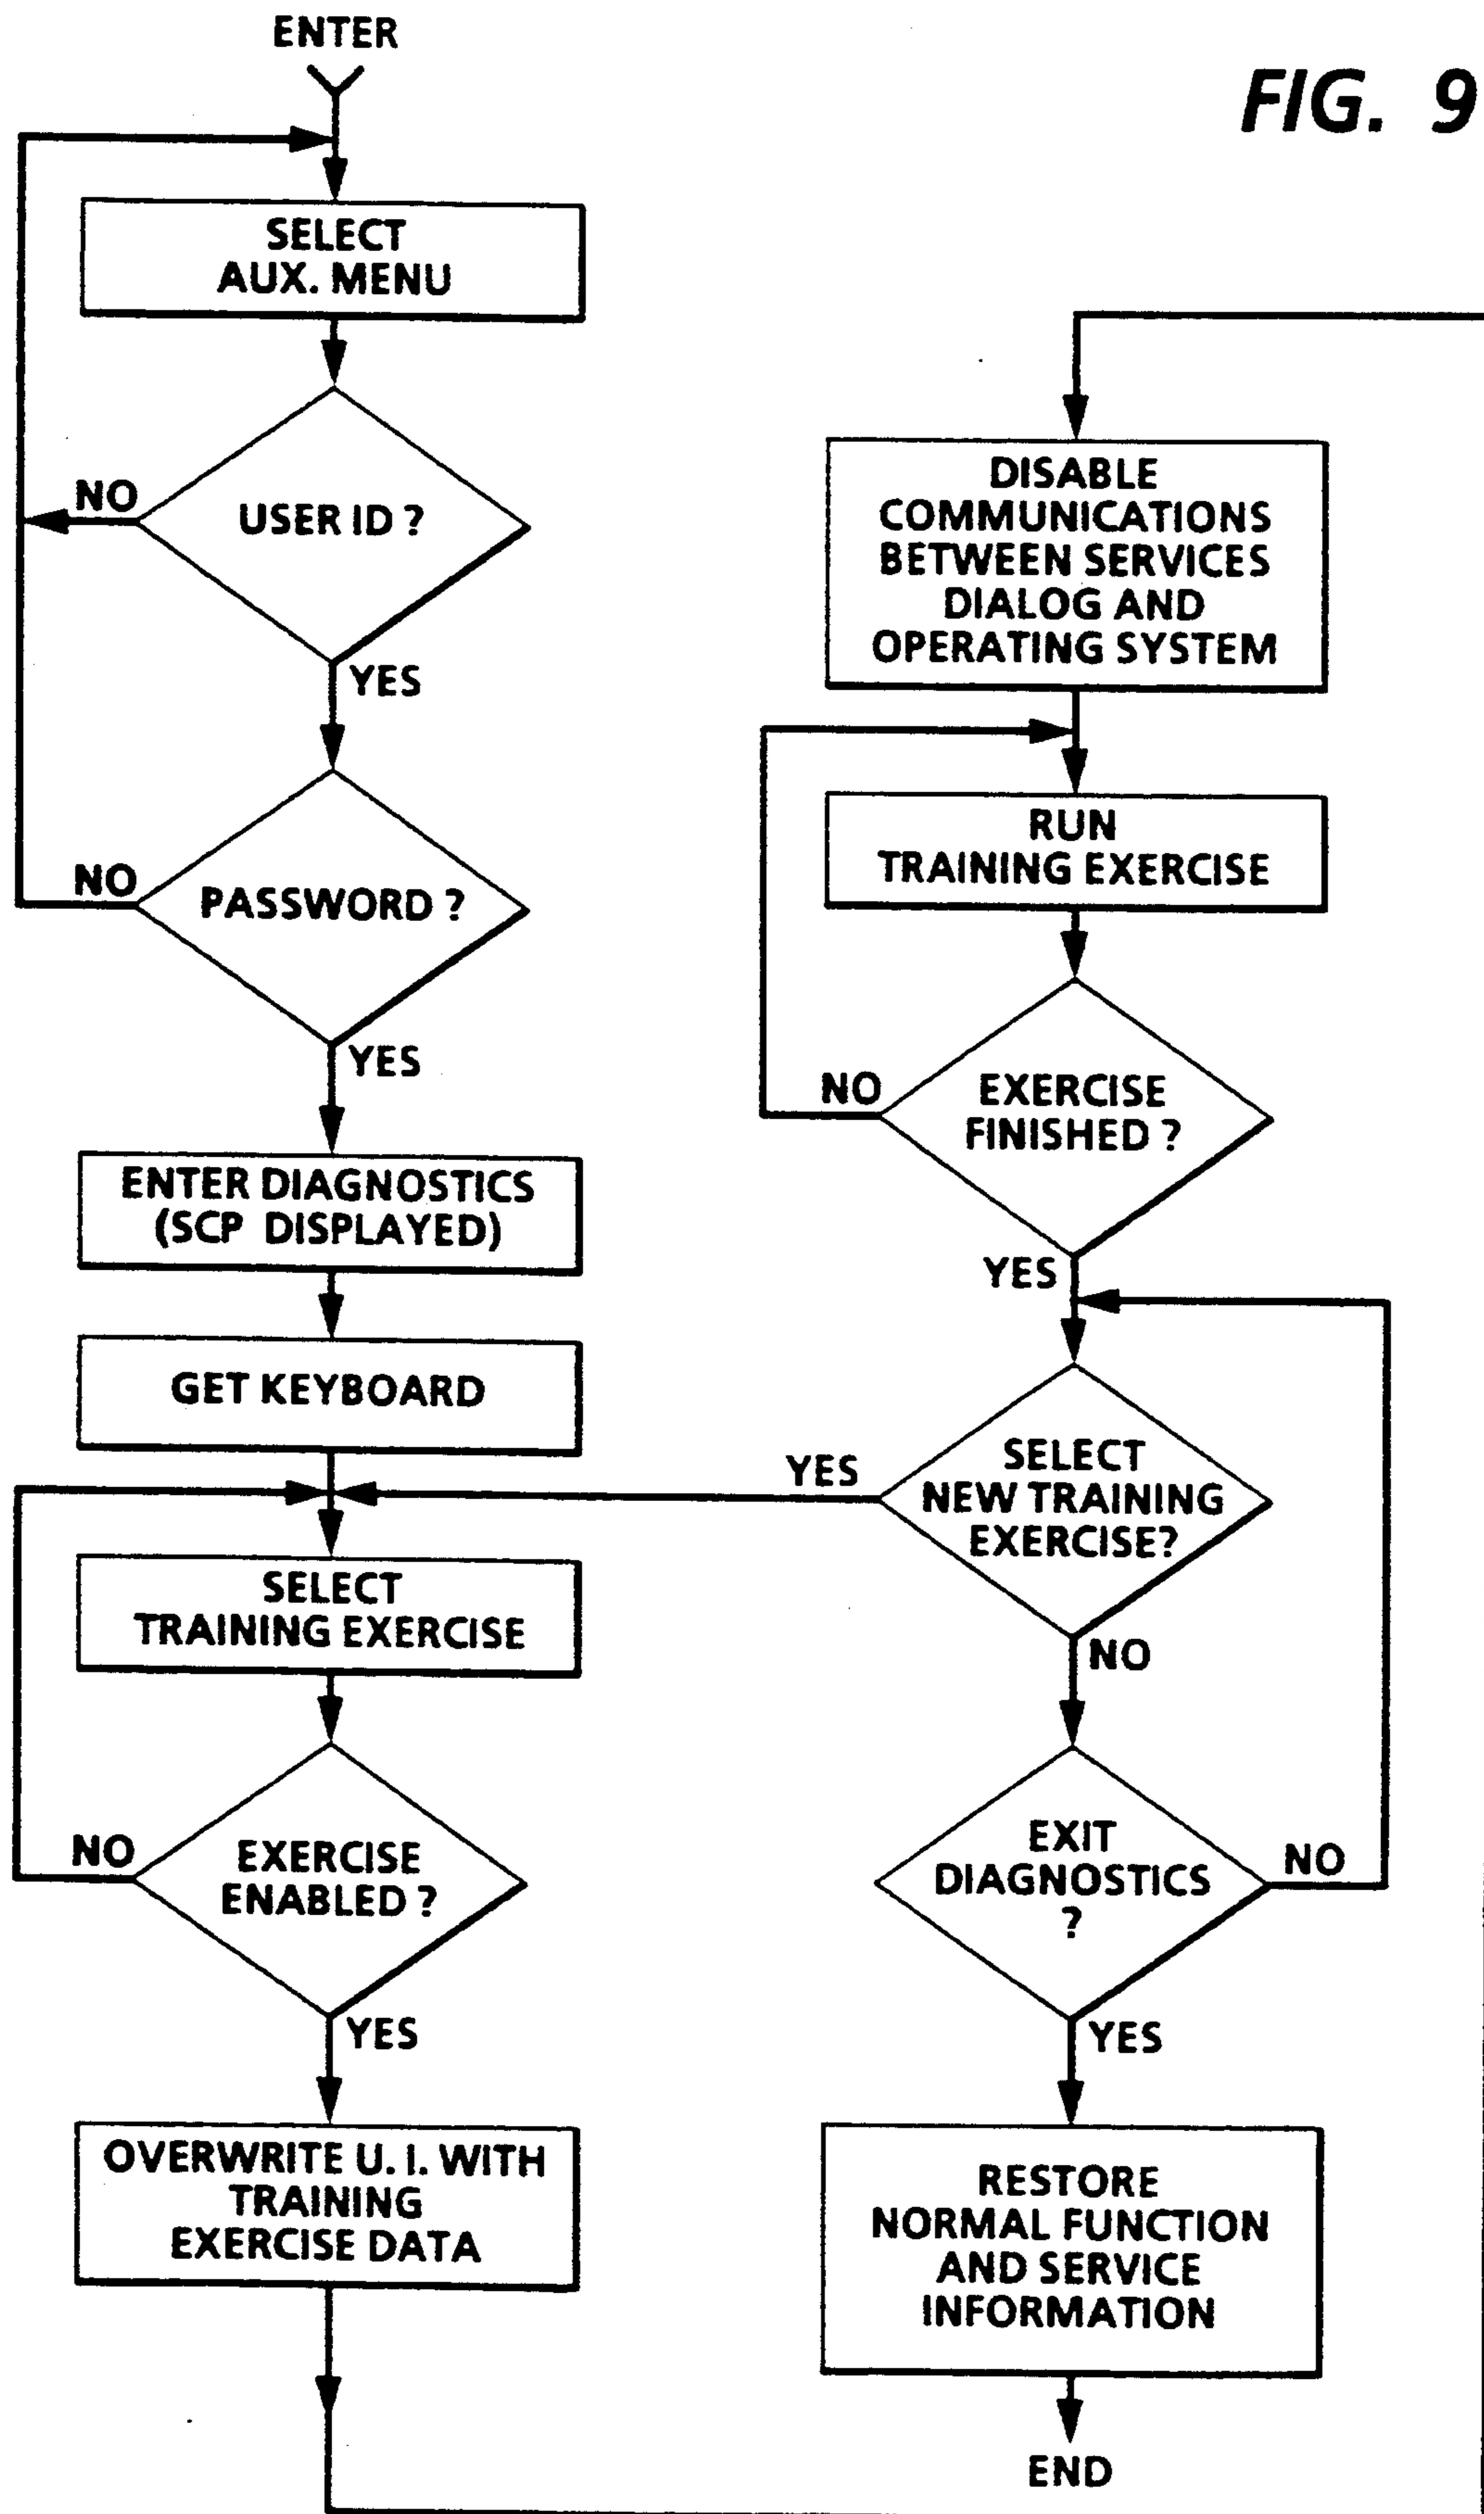 ENTER
FIG. 9
SELECT
AUX. MENU
NO
USER ID ?
YES
NO
PASSWORD ?
YES
ENTER DIAGNOSTICS
(SCP DISPLAYED)
GET KEYBOARD
SELECT
TRAINING EXERCISE
NO
EXERCISE
ENABLED ?
YES
OVERWRITE U. I. WITH
TRAINING
EXERCISE DATA
DISABLE
COMMUNICATIONS
BETWEEN SERVICES
DIALOG AND
OPERATING SYSTEM
RUN
TRAINING EXERCISE
NO
EXERCISE
FINISHED ?
YES
YES
SELECT
NEW TRAINING
EXERCISE?
NO
EXIT
DIAGNOSTICS
?
NO
YES
RESTORE
NORMAL FUNCTION
AND SERVICE
INFORMATION
END